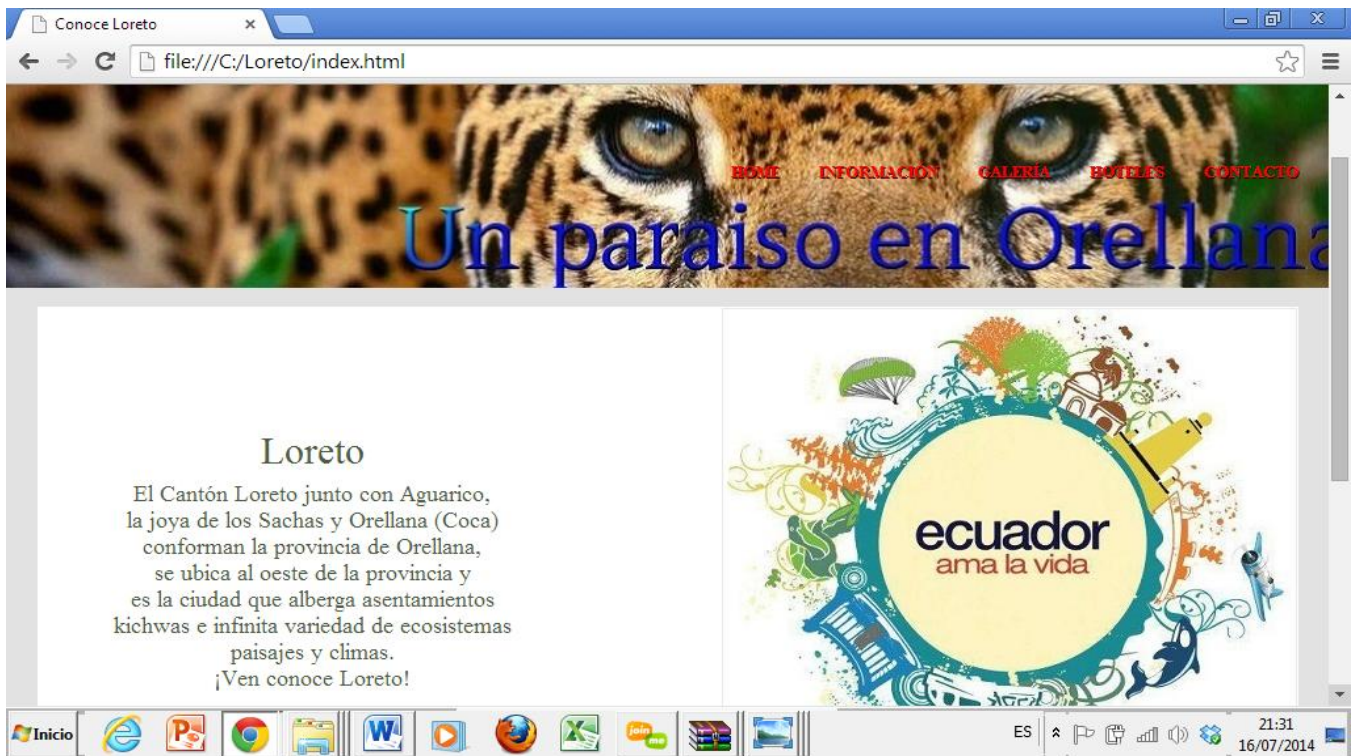 Conoce Loreto
file:///C:/Loreto/index.html
HOME INFORMACIÓN GALERÍA HOTELES CONTACTO
Un paraiso en Orellana
Loreto
El Cantón Loreto junto con Aguarico,
la joya de los Sachas y Orellana (Coca)
conforman la provincia de Orellana,
se ubica al oeste de la provincia y
es la ciudad que alberga asentamientos
kichwas e infinita variedad de ecosistemas
paisajes y climas.
¡Ven conoce Loreto!
ecuador
ama la vida
Inicio
join
me
ES
21:31
16/07/2014